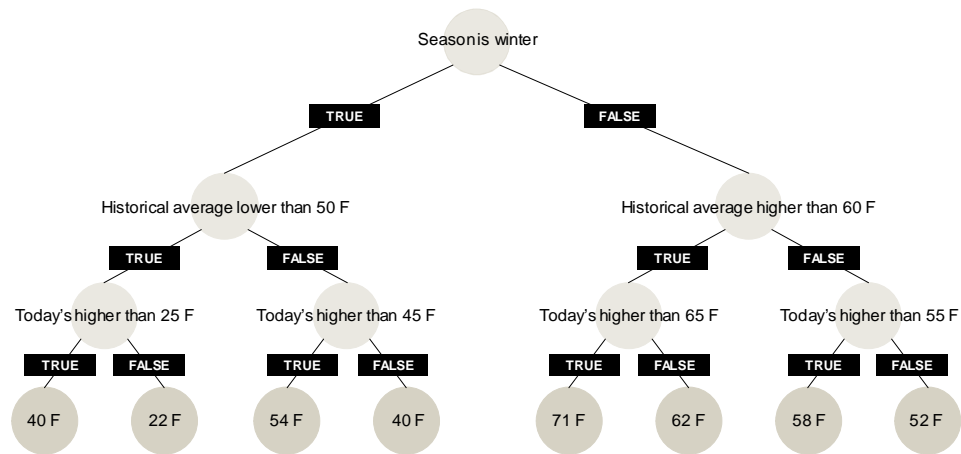 Season is winter
TRUE
FALSE
Historical average lower than 50 F
Historical average higher than 60 F
TRUE
FALSE
TRUE
FALSE
Today's higher than 25 F
Today's higher than 45 F
Today's higher than 65 F
Today's higher than 55 F
TRUE
FALSE
TRUE
FALSE
TRUE
FALSE
TRUE
FALSE
40 F
22 F
54 F
40 F
71 F
62 F
58 F
52 F